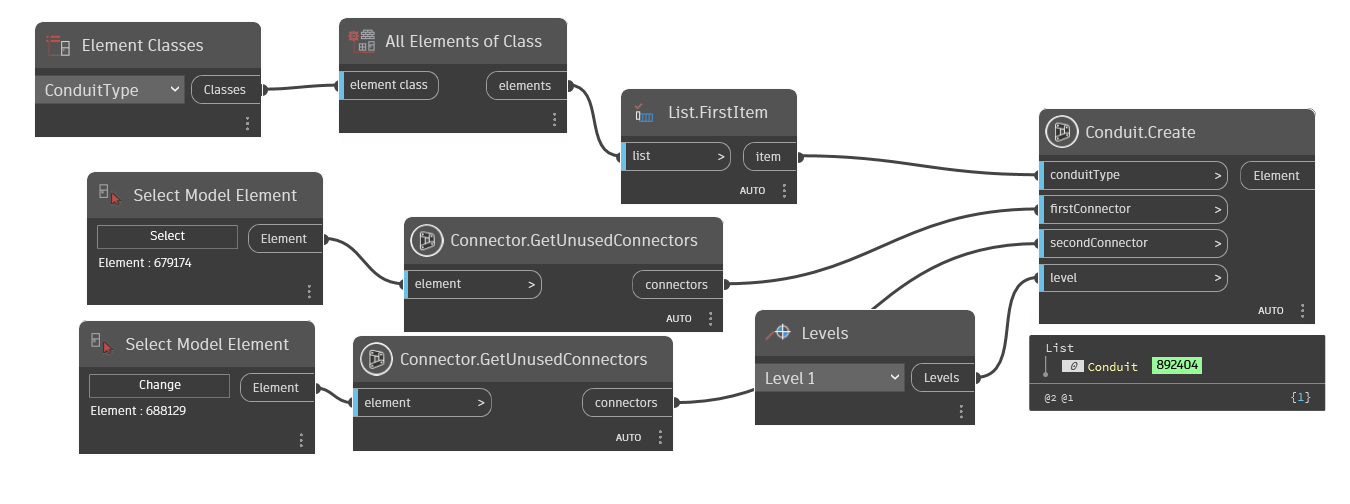 Element Classes
ConduitType
Classes
All Elements of Class
element class
elements
List.FirstItem
list >
item
AUTO
Conduit.Create
conduitType >
Element
firstConnector >
secondConnector >
level >
AUTO
Select Model Element
Select
Element
Element : 679174
Connector.GetUnusedConnectors
element >
connectors
AUTO
Select Model Element
Change
Element
Element : 688129
Connector.GetUnusedConnectors
element >
connectors
AUTO
Levels
Level 1
Levels
List
0 Conduit 892404
@2 @1
{1}